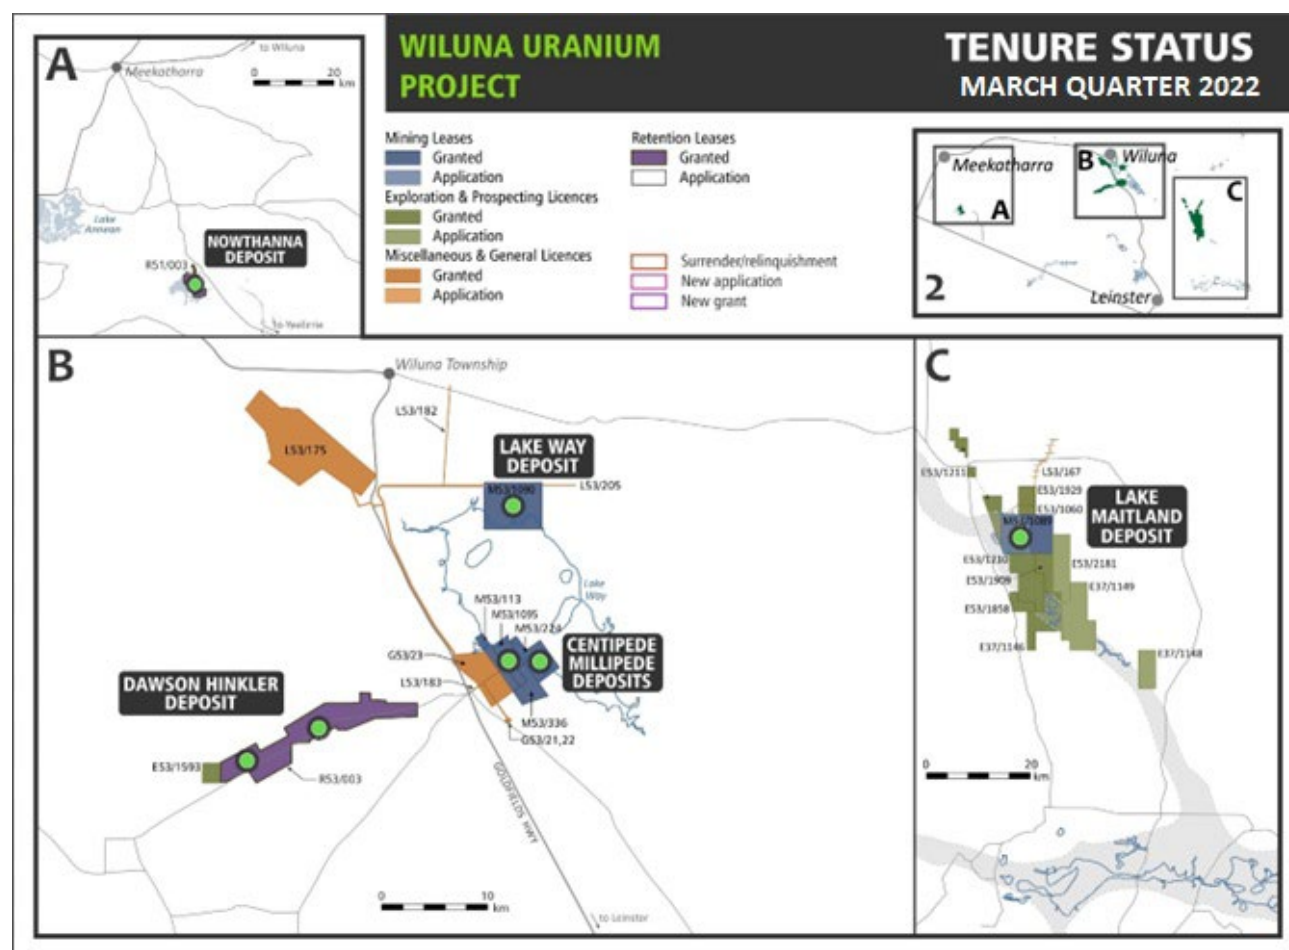 WILUNA URANIUM
PROJECT
TENURE STATUS
MARCH QUARTER 2022
A
to Wiluna
Meekatharra
0 20
km
Lake
Annean
NOWTHANNA
DEPOSIT
R51/003
to Yeelirrie
Mining Leases
Granted
Application
Exploration & Prospecting Licences
Granted
Application
Miscellaneous & General Licences
Granted
Application
Retention Leases
Granted
Application
Surrender/relinquishment
New application
New grant
Meekatharra
B
Wiluna
A
C
2
Leinster
B
Wiluna Township
L53/182
L53/175
LAKE WAY
DEPOSIT
M53/1090
L53/205
Lake
Way
M53/113
M53/1095
M53/224
CENTIPEDE
MILLIPEDE
DEPOSITS
G53/23
L53/183
M53/336
G53/21,22
DAWSON HINKLER
DEPOSIT
E53/1593
R53/003
GOLDFIELDS HWY
0 10
km
to Leinster
C
E53/1211
L53/167
E53/1929
E53/1060
LAKE
MAITLAND
DEPOSIT
M53/1089
E53/1210
E53/2181
E53/1909
E37/1149
E53/1858
E37/1146
E37/1148
0 20
km